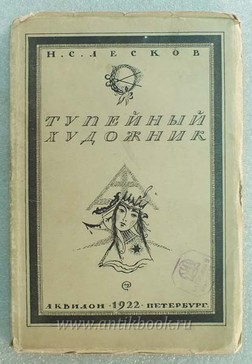 Н.С.ЛЕСКОВ
ТУПЕЙНЫЙ
ХУДОЖНИК
www.antikbook.ru
АКВИЛОН·1922·ПЕТЕРБУРГ